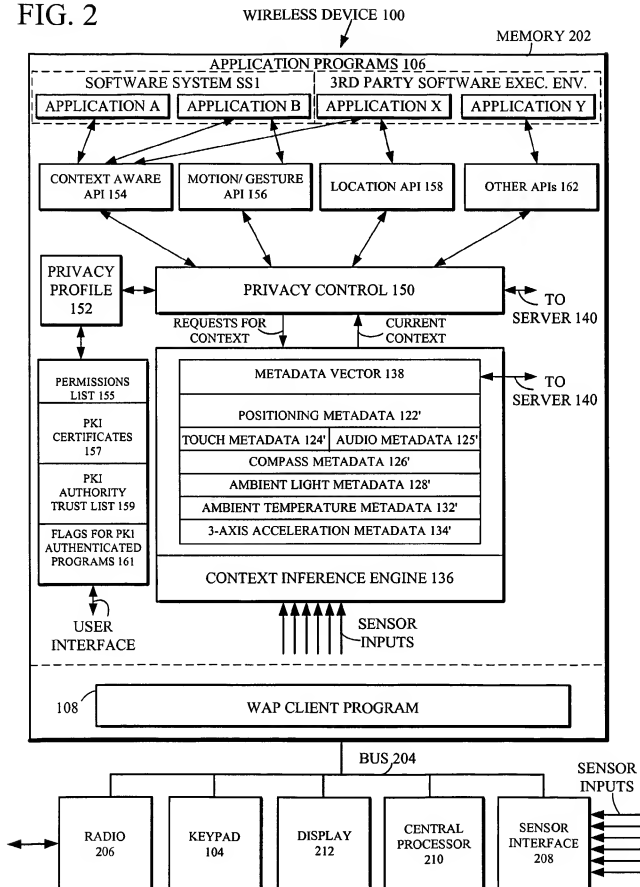 FIG. 2
WIRELESS DEVICE 100
MEMORY 202
APPLICATION PROGRAMS 106
SOFTWARE SYSTEM SS1
3RD PARTY SOFTWARE EXEC. ENV.
APPLICATION A
APPLICATION B
APPLICATION X
APPLICATION Y
CONTEXT AWARE
API 154
MOTION/ GESTURE
API 156
LOCATION API 158
OTHER APIs 162
PRIVACY
PROFILE
152
PRIVACY CONTROL 150
TO
SERVER 140
REQUESTS FOR
CONTEXT
CURRENT
CONTEXT
METADATA VECTOR 138
TO
SERVER 140
POSITIONING METADATA 122'
TOUCH METADATA 124'
AUDIO METADATA 125'
COMPASS METADATA 126'
AMBIENT LIGHT METADATA 128'
AMBIENT TEMPERATURE METADATA 132'
3-AXIS ACCELERATION METADATA 134'
CONTEXT INFERENCE ENGINE 136
PERMISSIONS
LIST 155
PKI
CERTIFICATES
157
PKI
AUTHORITY
TRUST LIST 159
FLAGS FOR PKI
AUTHENTICATED
PROGRAMS 161
USER
INTERFACE
SENSOR
INPUTS
108
WAP CLIENT PROGRAM
BUS 204
SENSOR
INPUTS
RADIO
206
KEYPAD
104
DISPLAY
212
CENTRAL
PROCESSOR
210
SENSOR
INTERFACE
208